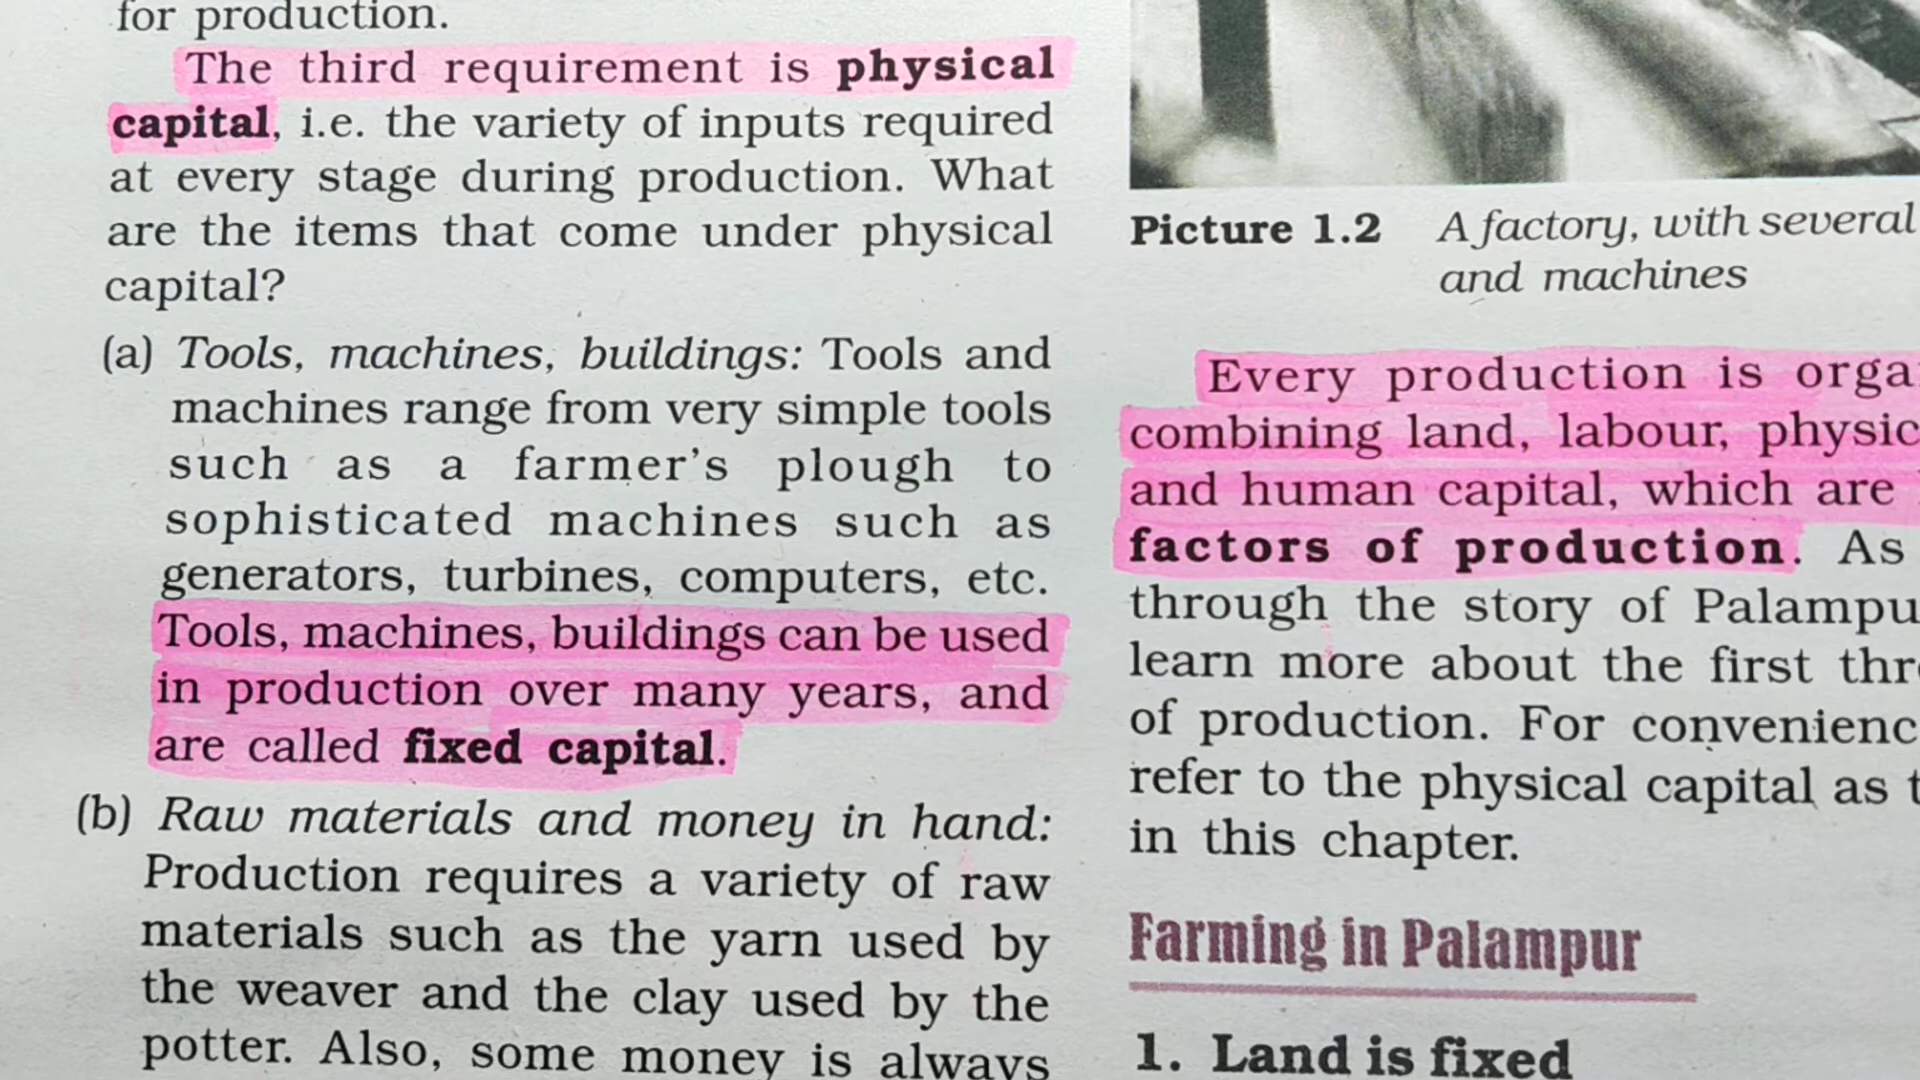 for production.
The third requirement is physical
capital, i.e. the variety of inputs required
at every stage during production. What
are the items that come under physical
capital?
(a) Tools, machines, buildings: Tools and
machines range from very simple tools
such as a farmer's plough to
sophisticated machines such as
generators, turbines, computers, etc.
Tools, machines, buildings can be used
in production over many years, and
are called fixed capital.
(b) Raw materials and money in hand:
Production requires a variety of raw
materials such as the yarn used by
the weaver and the clay used by the
potter. Also, some money is always
Picture 1.2 A factory, with several
and machines
Every production is
combining land, labour,
and human capital, which are
factors of production. As
through the story of
learn more about the first
of production. For
refer to the physical capital as
in this chapter.
Farming in Palampur
1. Land is fixed